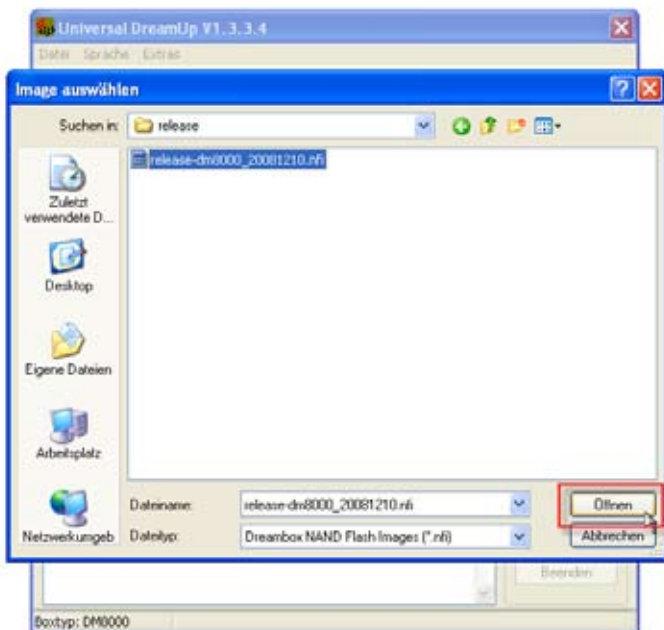 Universal DreamUp V1.3.3.4
Datei Sprache Extras
Image auswählen
Suchen in:
release
release-dm8000_20081210.nfi
Zuletzt
verwendete D...
Desktop
Eigene Dateien
Arbeitsplatz
Netzwerkumgeb
Dateiname:
release-dm8000_20081210.nfi
Öffnen
Dateityp:
Dreambox NAND Flash Images (*.nfi)
Abbrechen
Beenden
Boxtyp: DM8000